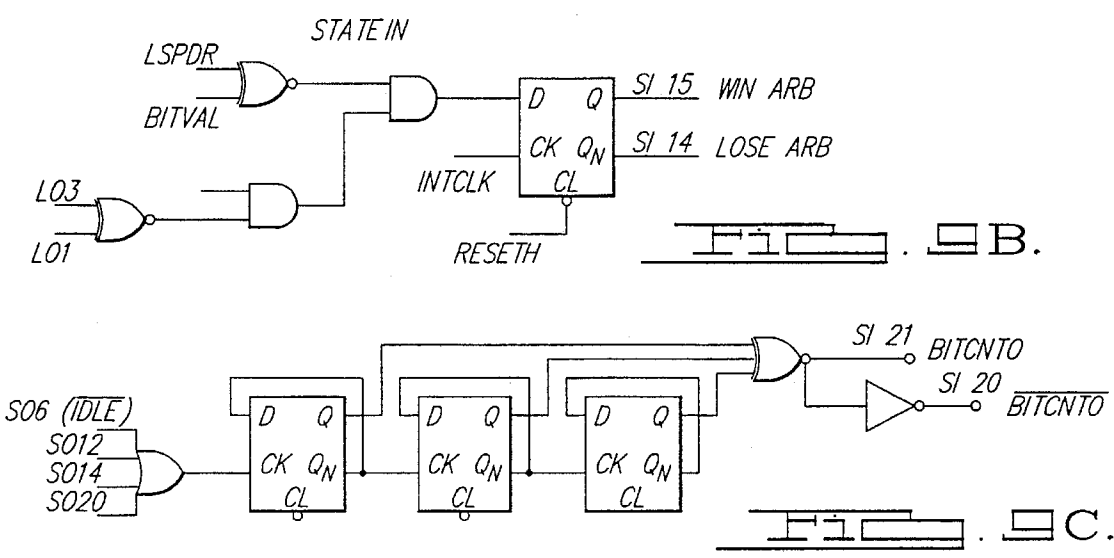 STATE IN
LSPDR
BITVAL
D Q SI 15 WIN ARB
CK QN SI 14 LOSE ARB
INTCLK CL
LO3
LO1
RESETH
FIG. 9B.
SI 21 BITCNTO
SI 20 BITCNTO
SO6 (IDLE)
SO12
SO14
SO20
D Q D Q D Q
CK QN CK QN CK QN
CL CL CL
FIG. 9C.